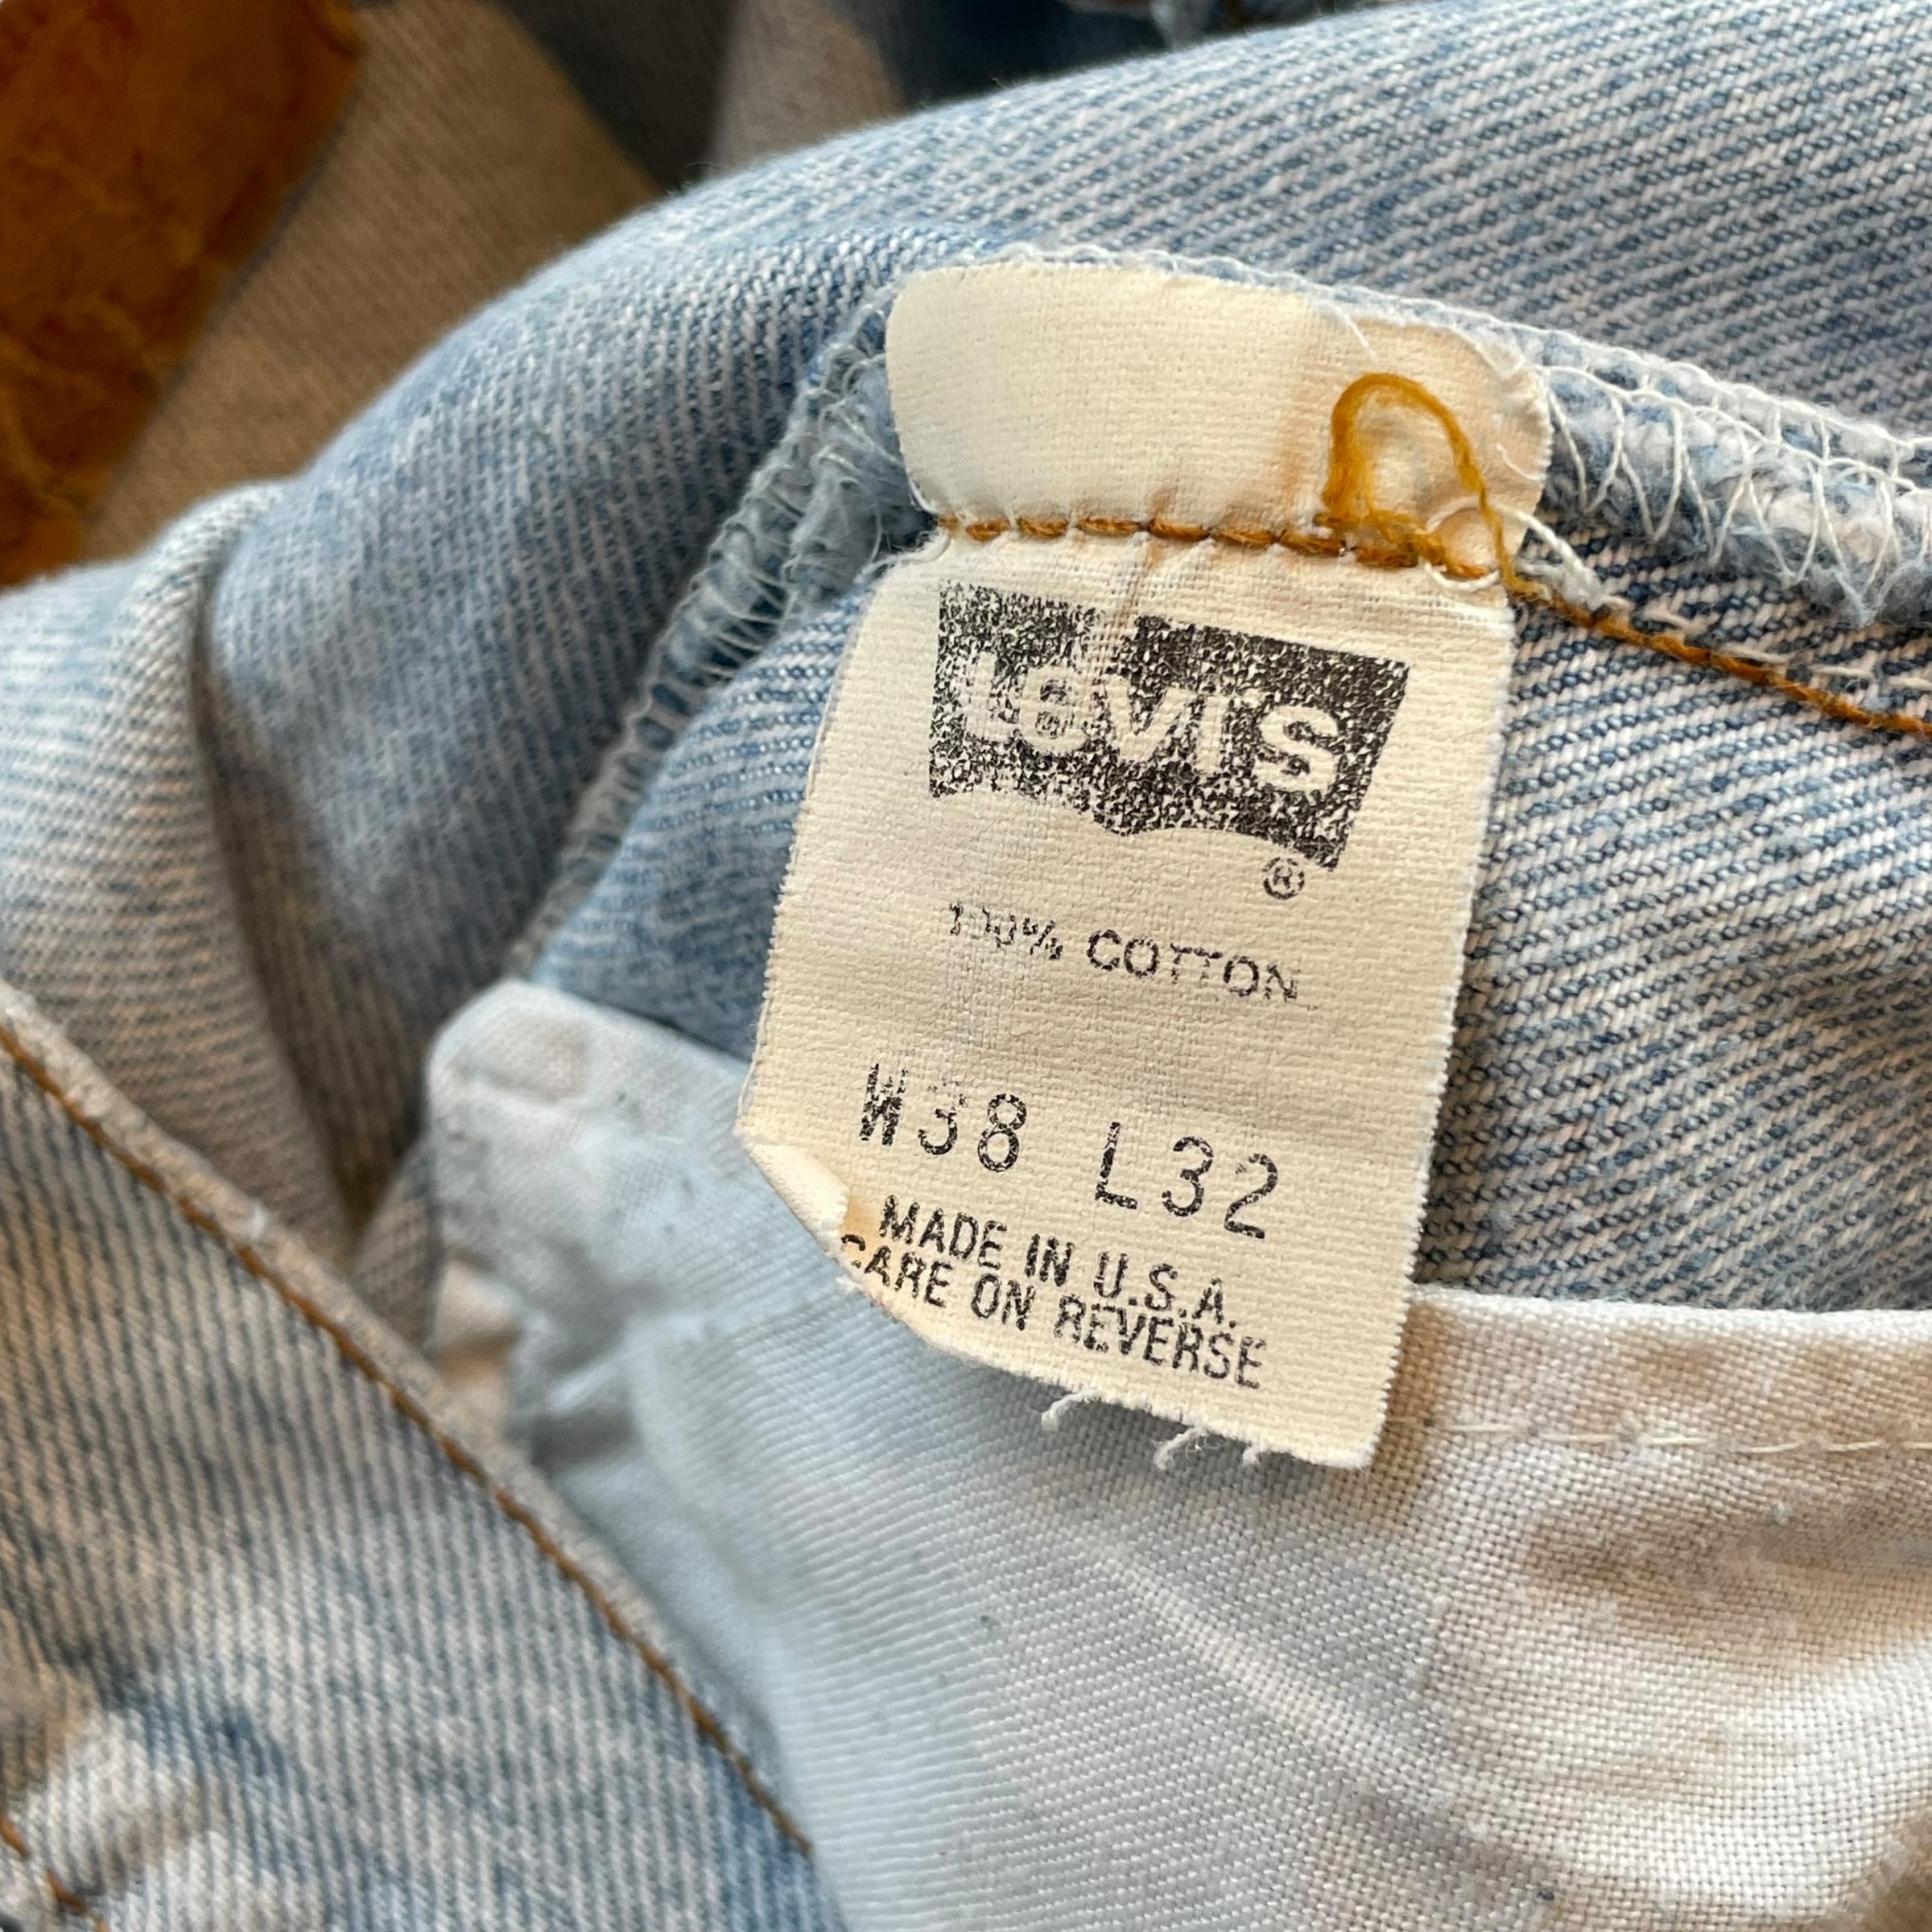 Levi's
®
100% COTTON
W38 L32
MADE IN U.S.A.
CARE ON REVERSE